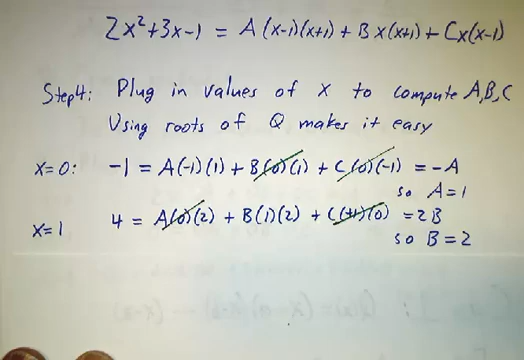 2x²+3x-1 = A(x-1)(x+1) + Bx(x+1) + Cx(x-1)
Step4: Plug in values of x to compute A,B,C
Using roots of Q makes it easy
x=0: -1 = A(-1)(1) + B(0)(1) + C(0)(-1) = -A
so A=1
x=1 4 = A(0)(2) + B(1)(2) + C(+1)(0) = 2B
so B=2